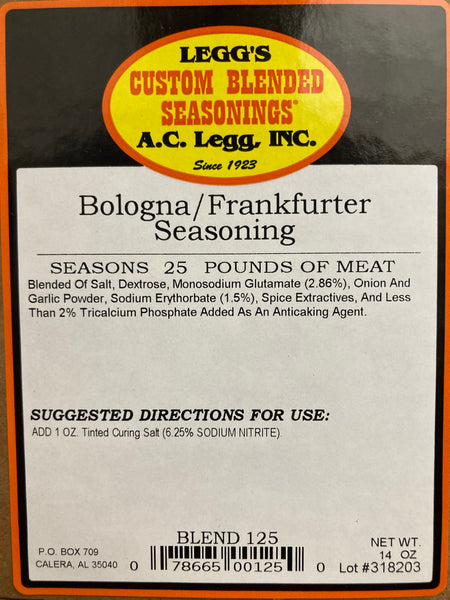 LEGG'S
CUSTOM BLENDED
SEASONINGS®
A.C. Legg, INC.
Since 1923
Bologna/Frankfurter
Seasoning
SEASONS 25 POUNDS OF MEAT
Blended Of Salt, Dextrose, Monosodium Glutamate (2.86%), Onion And
Garlic Powder, Sodium Erythorbate (1.5%), Spice Extractives, And Less
Than 2% Tricalcium Phosphate Added As An Anticaking Agent.
SUGGESTED DIRECTIONS FOR USE:
ADD 1 OZ. Tinted Curing Salt (6.25% SODIUM NITRITE).
BLEND 125
P.O. BOX 709
CALERA, AL 35040
0 78665 00125 0
NET WT.
14 OZ
Lot #318203